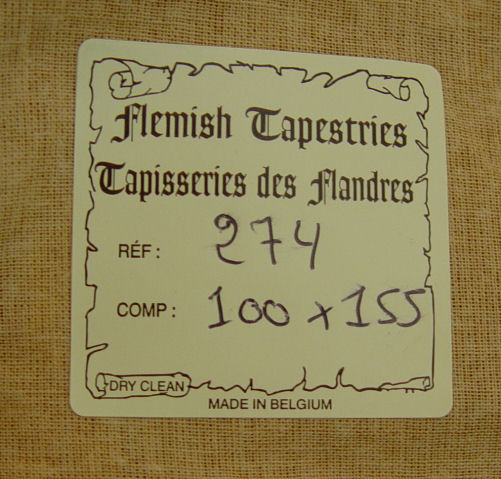 Flemish Tapestries
Tapisseries des Flandres
RÉF : 274
COMP : 100 x 155
DRY CLEAN
MADE IN BELGIUM